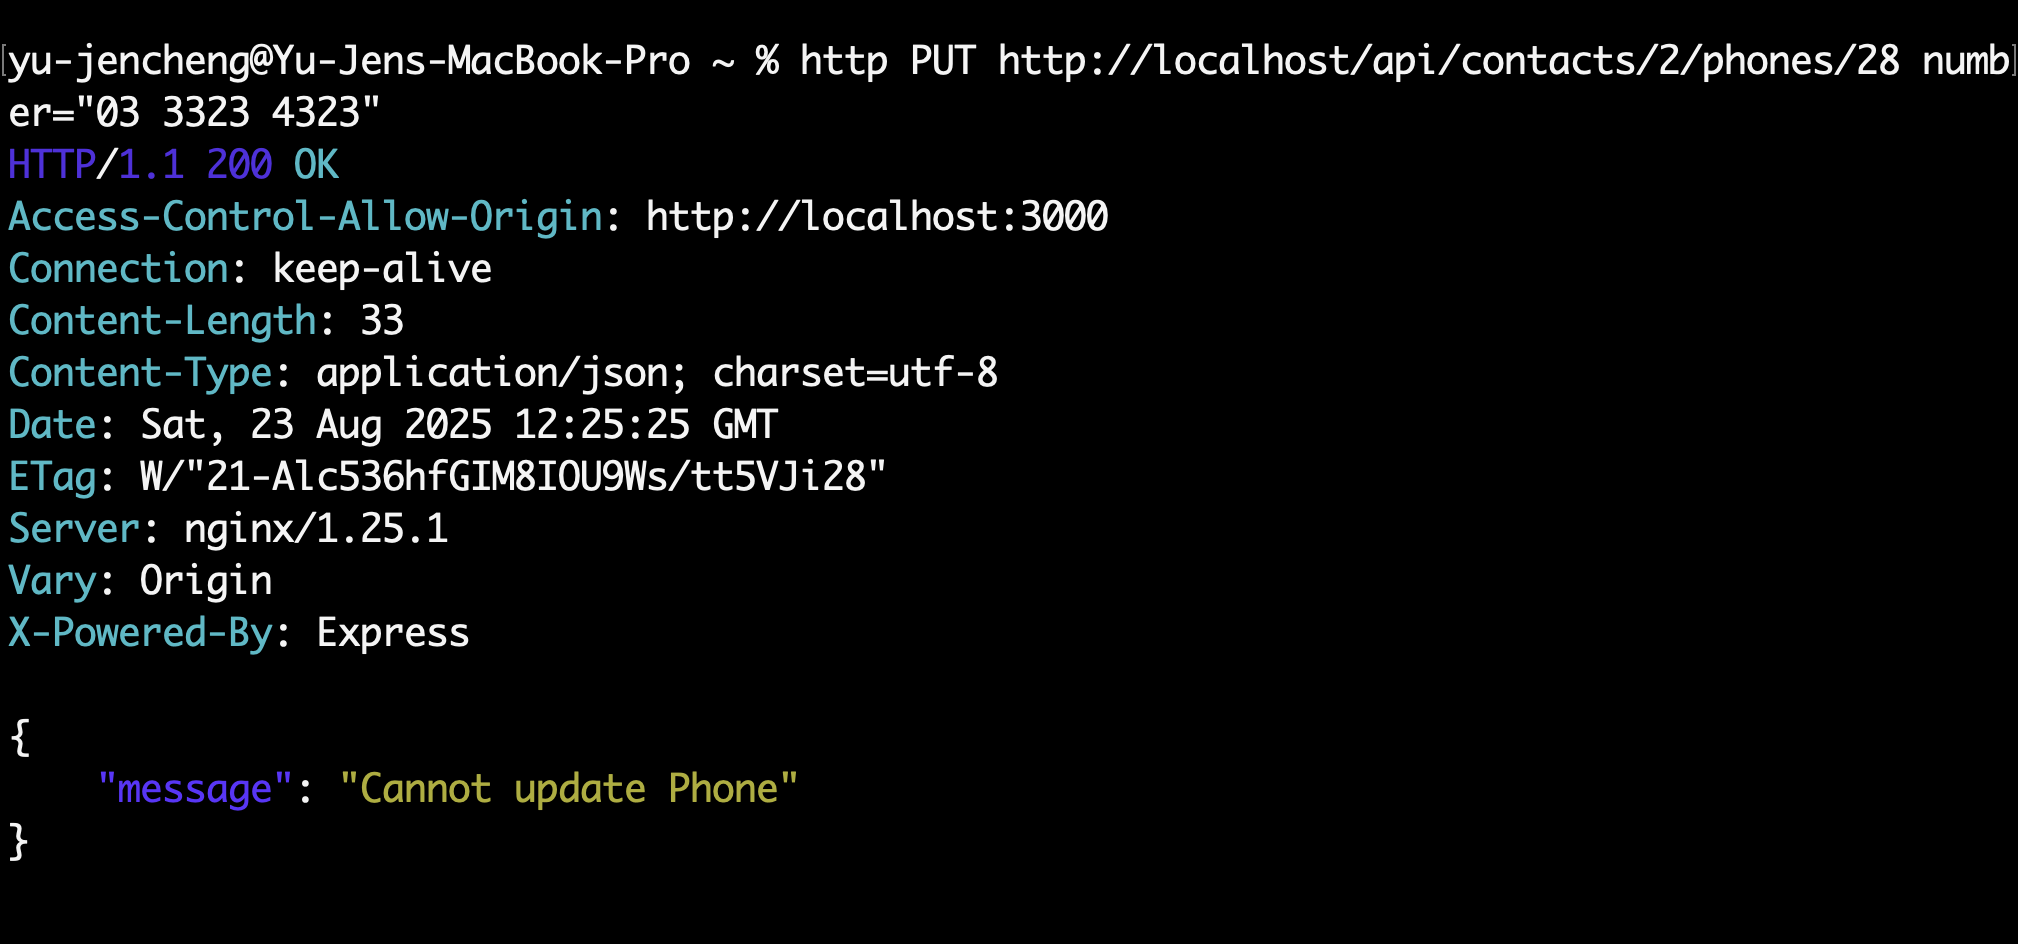 yu-jencheng@Yu-Jens-MacBook-Pro ~ % http PUT http://localhost/api/contacts/2/phones/28 numb
er="03 3323 4323"
HTTP/1.1 200 OK
Access-Control-Allow-Origin: http://localhost:3000
Connection: keep-alive
Content-Length: 33
Content-Type: application/json; charset=utf-8
Date: Sat, 23 Aug 2025 12:25:25 GMT
ETag: W/"21-Alc536hfGIM8IOU9Ws/tt5VJi28"
Server: nginx/1.25.1
Vary: Origin
X-Powered-By: Express

{
    "message": "Cannot update Phone"
}